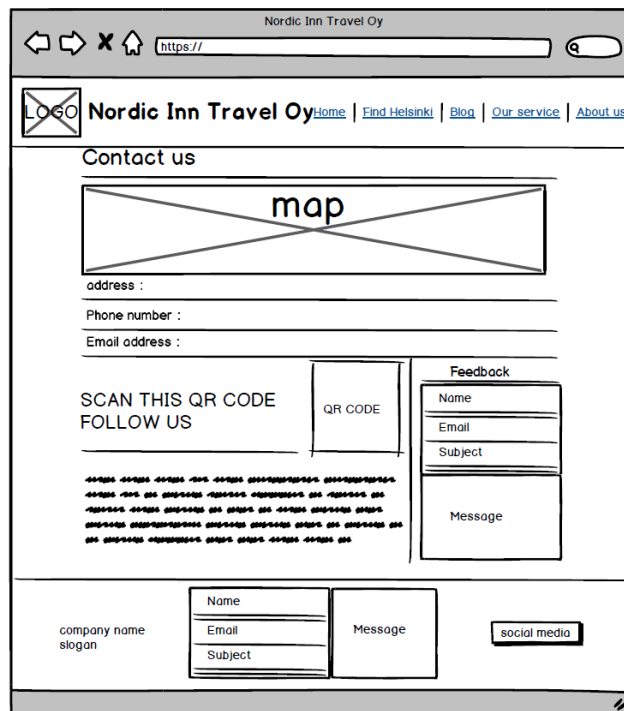 Nordic Inn Travel Oy
https://
LOGO
Nordic Inn Travel Oy
Home | Find Helsinki | Blog | Our service | About us
Contact us
map
address :
Phone number :
Email address :
SCAN THIS QR CODE
FOLLOW US
QR CODE
Feedback
Name
Email
Subject
Message
company name
slogan
Name
Email
Subject
Message
social media